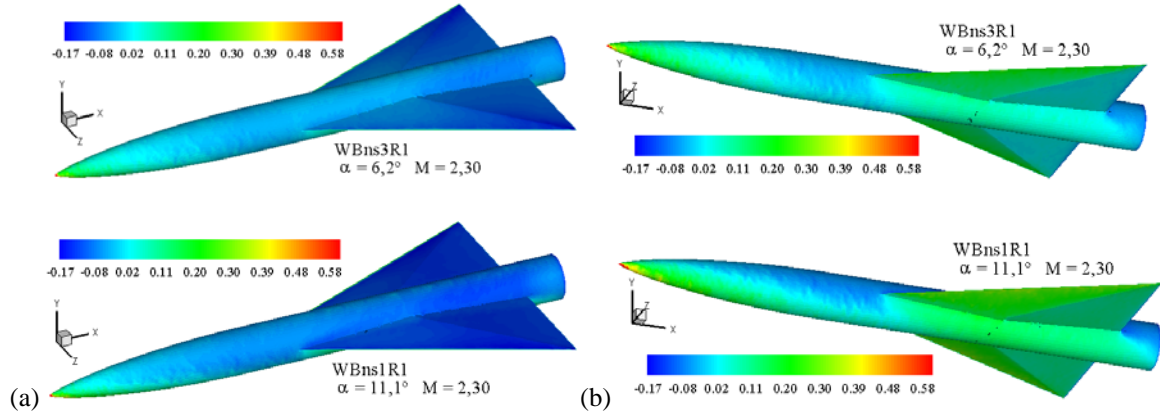 -0.17 -0.08 0.02 0.11 0.20 0.30 0.39 0.48 0.58
Y
X
Z
WBns3R1
α = 6,2° M = 2,30
-0.17 -0.08 0.02 0.11 0.20 0.30 0.39 0.48 0.58
Y
X
Z
WBns1R1
α = 11,1° M = 2,30
(a)
WBns3R1
α = 6,2° M = 2,30
Y
Z
X
-0.17 -0.08 0.02 0.11 0.20 0.30 0.39 0.48 0.58
WBns1R1
α = 11,1° M = 2,30
Y
Z
X
-0.17 -0.08 0.02 0.11 0.20 0.30 0.39 0.48 0.58
(b)